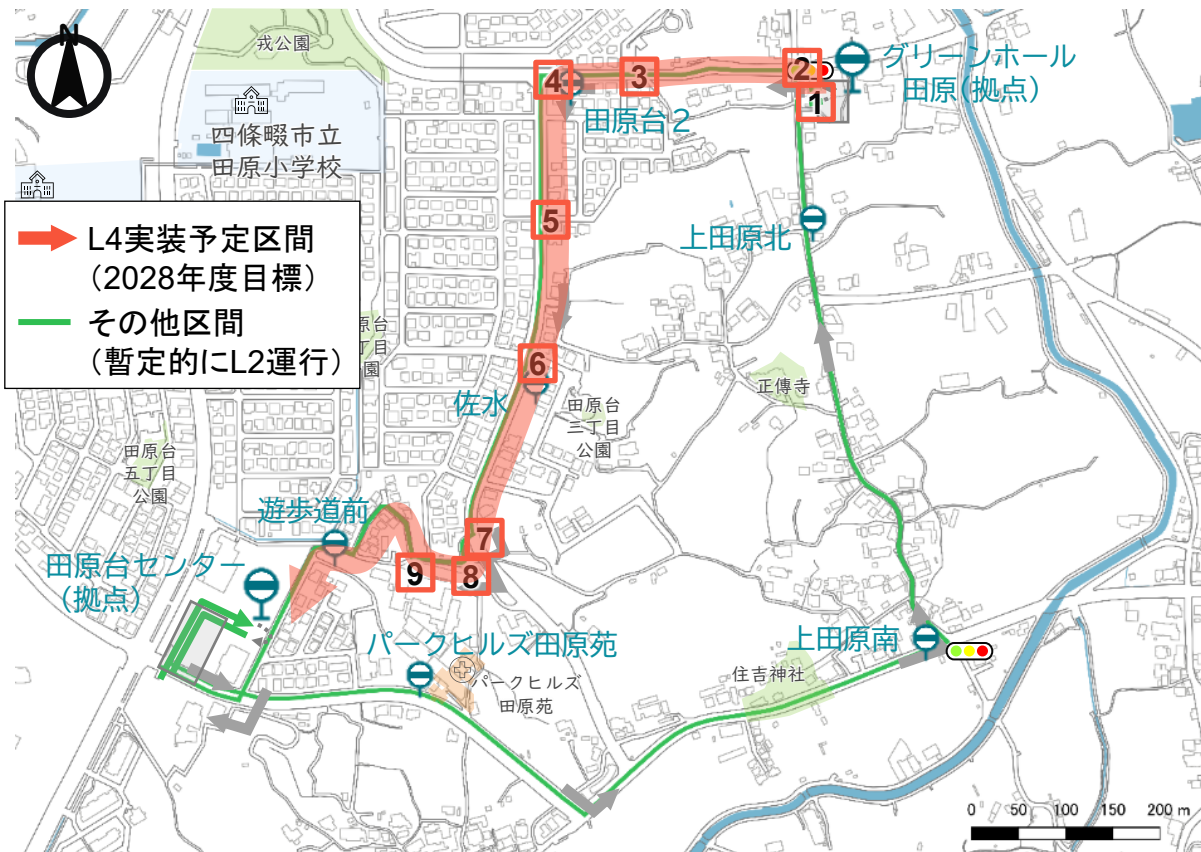 N
戎公園
四條畷市立
田原小学校
4
3
2
1
グリーンホール
田原(拠点)
田原台2
5
上田原北
L4実装予定区間
(2028年度目標)
その他区間
(暫定的にL2運行)
6
佐水
田原台
三丁目
公園
正傳寺
田原台
五丁目
公園
遊歩道前
7
8
9
田原台センター
(拠点)
パークヒルズ田原苑
パークヒルズ
田原苑
上田原南
住吉神社
0 50 100 150 200 m